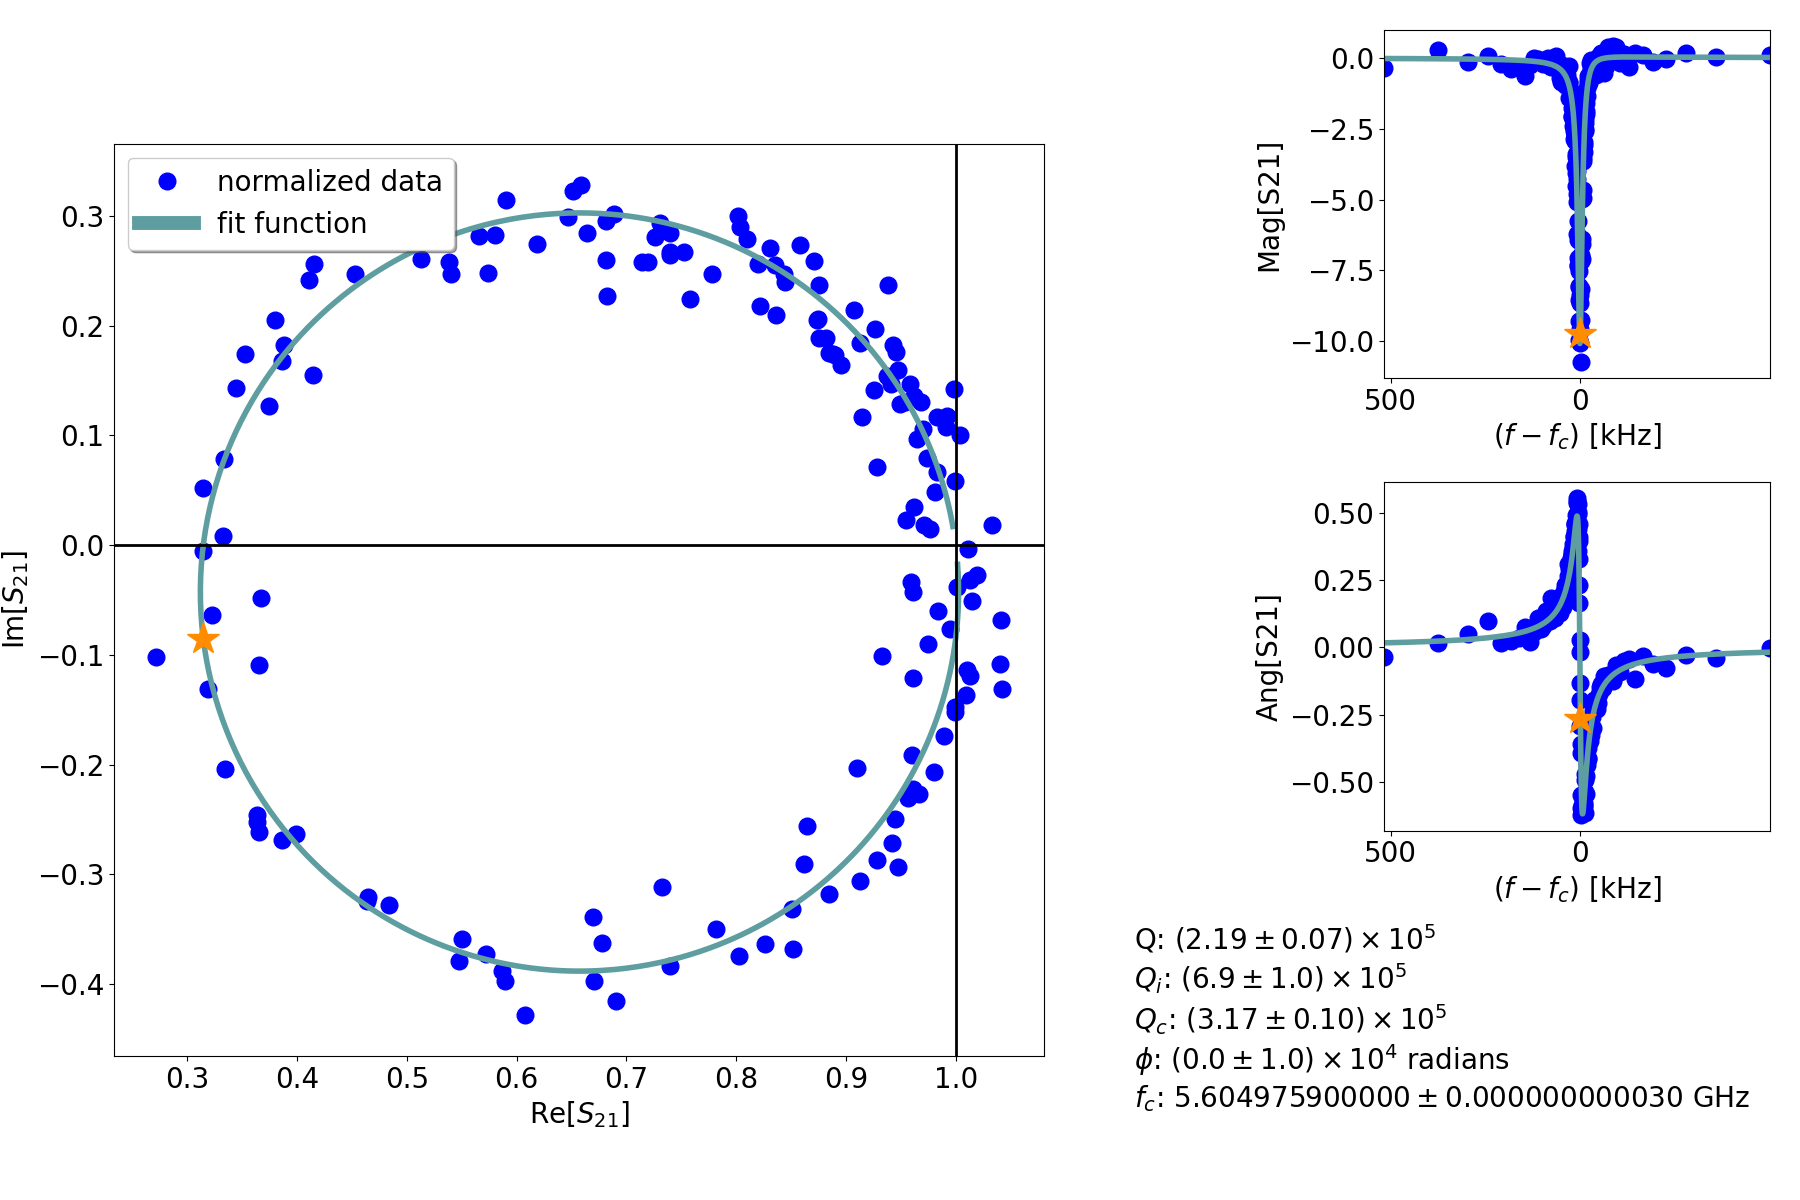 normalized data
fit function
0.3
0.2
0.1
0.0
−0.1
−0.2
−0.3
−0.4
Im[S21]
0.3 0.4 0.5 0.6 0.7 0.8 0.9 1.0
Re[S21]
0.0
−2.5
−5.0
−7.5
−10.0
Mag[S21]
500 0
(f − fc) [kHz]
0.50
0.25
0.00
−0.25
−0.50
Ang[S21]
500 0
(f − fc) [kHz]
Q: (2.19 ± 0.07) × 10^5
Qi: (6.9 ± 1.0) × 10^5
Qc: (3.17 ± 0.10) × 10^5
ϕ: (0.0 ± 1.0) × 10^4 radians
fc: 5.604975900000 ± 0.000000000030 GHz